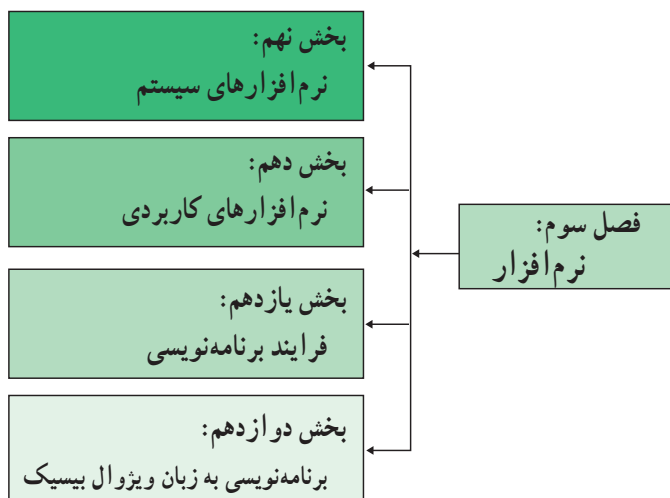 فصل سوم:
نرم‌افزار
بخش نهم:
نرم‌افزارهای سیستم
بخش دهم:
نرم‌افزارهای کاربردی
بخش یازدهم:
فرایند برنامه‌نویسی
بخش دوازدهم:
برنامه‌نویسی به زبان ویژوال بیسیک